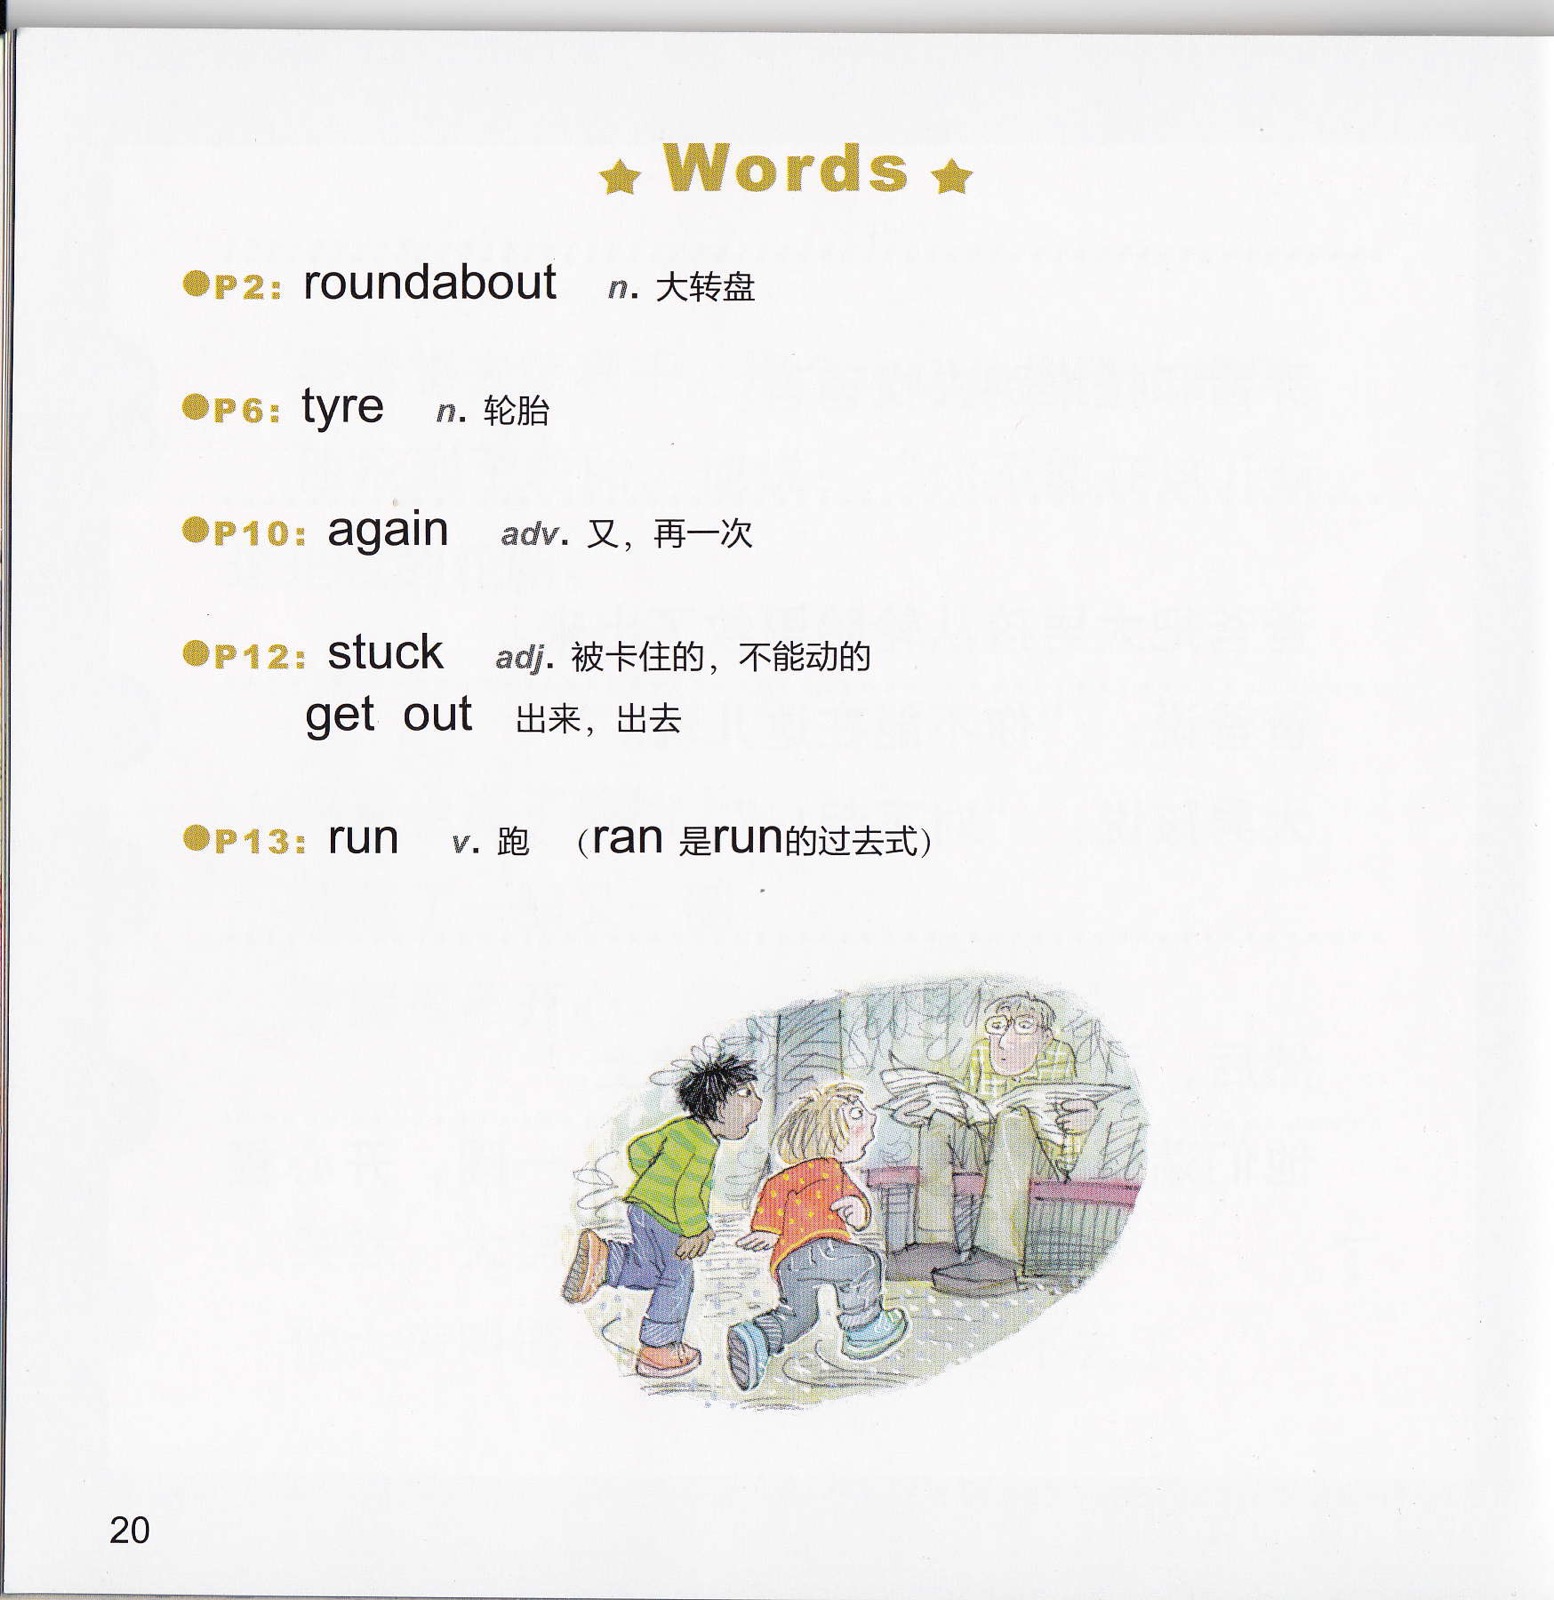 Words
P2: roundabout n. 大转盘
P6: tyre n. 轮胎
P10: again adv. 又，再一次
P12: stuck adj. 被卡住的，不能动的
get out 出来，出去
P13: run v. 跑 （ran 是run的过去式）
20